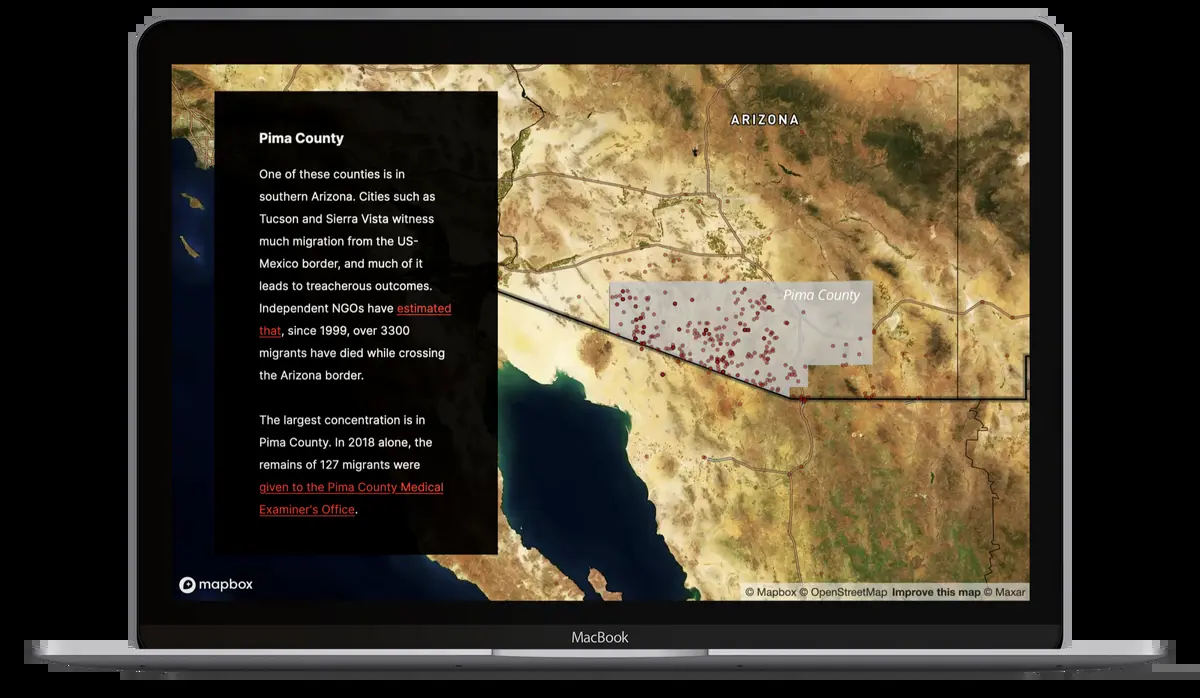 ARIZONA
Pima County
One of these counties is in
southern Arizona. Cities such as
Tucson and Sierra Vista witness
much migration from the US-
Mexico border, and much of it
leads to treacherous outcomes.
Independent NGOs have estimated
that, since 1999, over 3300
migrants have died while crossing
the Arizona border.
The largest concentration is in
Pima County. In 2018 alone, the
remains of 127 migrants were
given to the Pima County Medical
Examiner's Office.
Pima County
mapbox
© Mapbox © OpenStreetMap Improve this map © Maxar
MacBook